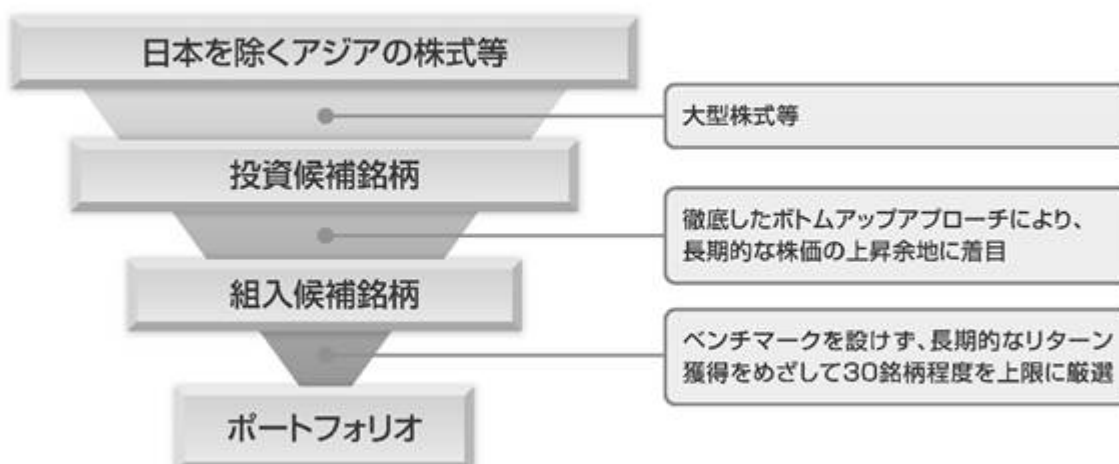 日本を除くアジアの株式等
大型株式等
投資候補銘柄
徹底したボトムアップアプローチにより、
長期的な株価の上昇余地に着目
組入候補銘柄
ベンチマークを設けず、長期的なリターン
獲得をめざして30銘柄程度を上限に厳選
ポートフォリオ